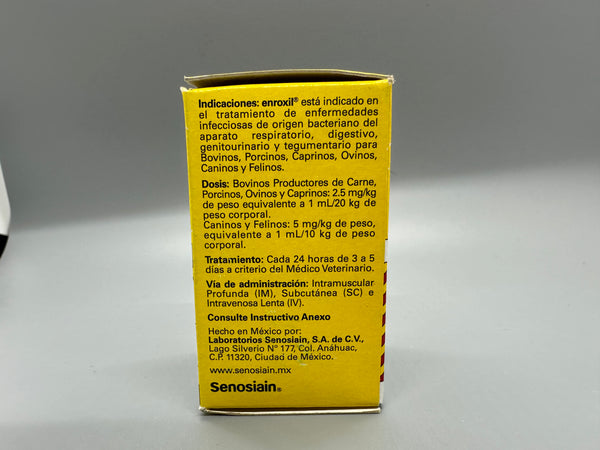 Indicaciones: enroxil® está indicado en
el tratamiento de enfermedades
infecciosas de origen bacteriano del
aparato respiratorio, digestivo,
genitourinario y tegumentario para
Bovinos, Porcinos, Caprinos, Ovinos,
Caninos y Felinos.
Dosis: Bovinos Productores de Carne,
Porcinos, Ovinos y Caprinos: 2.5 mg/kg
de peso equivalente a 1 mL/20 kg de
peso corporal.
Caninos y Felinos: 5 mg/kg de peso,
equivalente a 1 mL/10 kg de peso
corporal.
Tratamiento: Cada 24 horas de 3 a 5
días a criterio del Médico Veterinario.
Vía de administración: Intramuscular
Profunda (IM), Subcutánea (SC) e
Intravenosa Lenta (IV).
Consulte Instructivo Anexo
Hecho en México por:
Laboratorios Senosiain, S.A. de C.V.,
Lago Silverio N° 177, Col. Anáhuac,
C.P. 11320, Ciudad de México.
www.senosiain.mx
Senosiain®